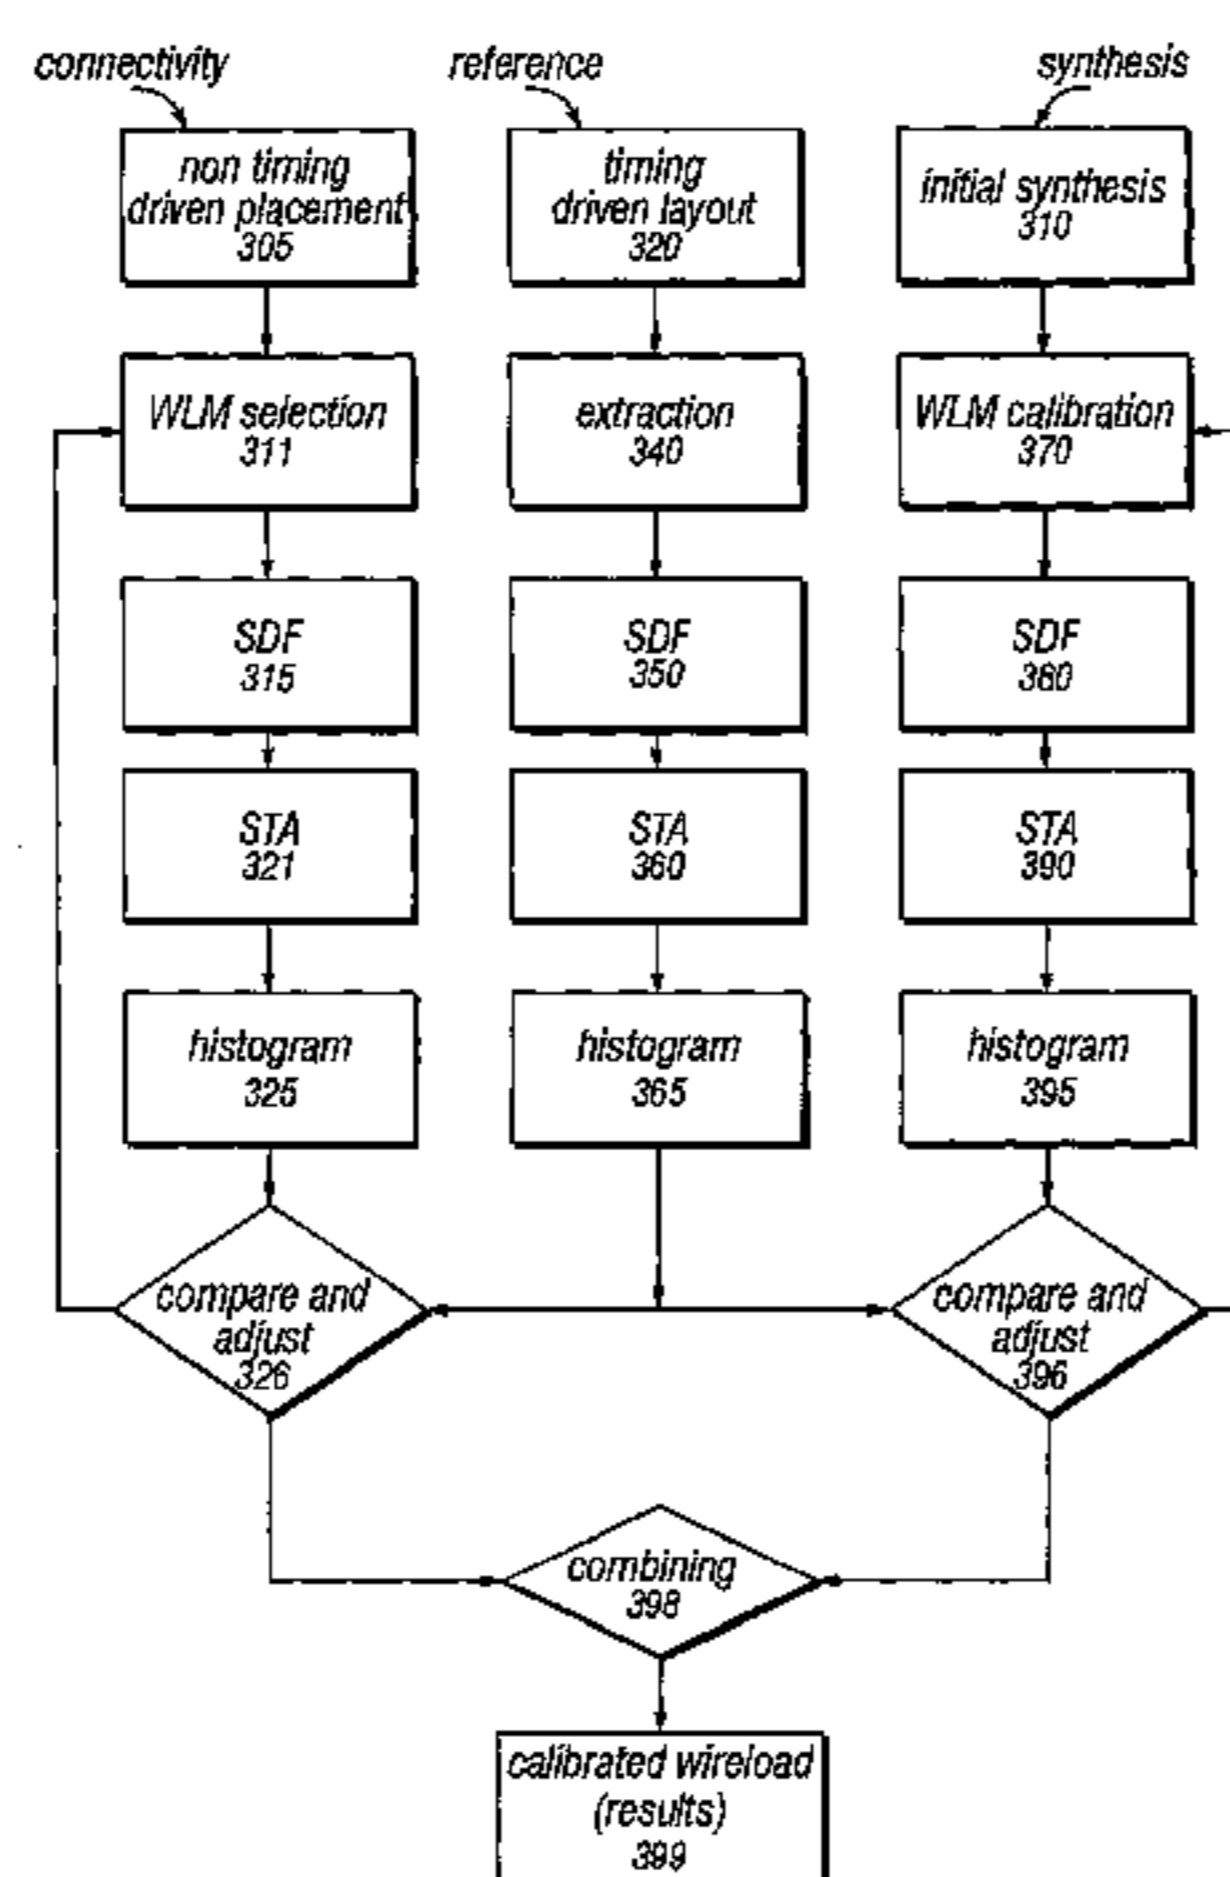 connectivity
reference
synthesis
non timing
driven placement
305
timing
driven layout
320
initial synthesis
310
WLM selection
311
extraction
340
WLM calibration
370
SDF
315
SDF
350
SDF
380
STA
321
STA
360
STA
390
histogram
325
histogram
365
histogram
395
compare and
adjust
326
compare and
adjust
396
combining
398
calibrated wireload
(results)
399